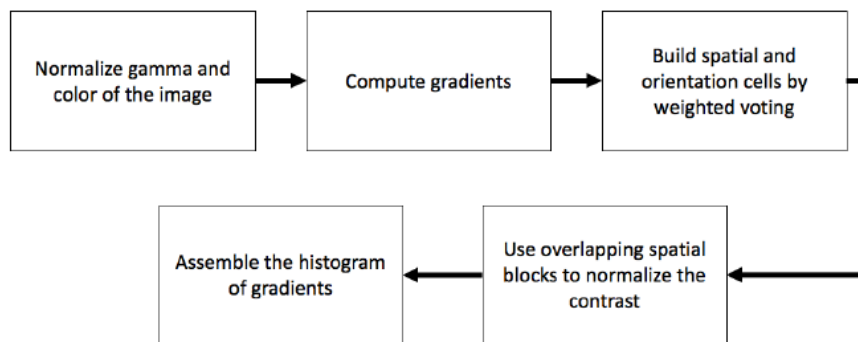 Normalize gamma and
color of the image
Compute gradients
Build spatial and
orientation cells by
weighted voting
Use overlapping spatial
blocks to normalize the
contrast
Assemble the histogram
of gradients